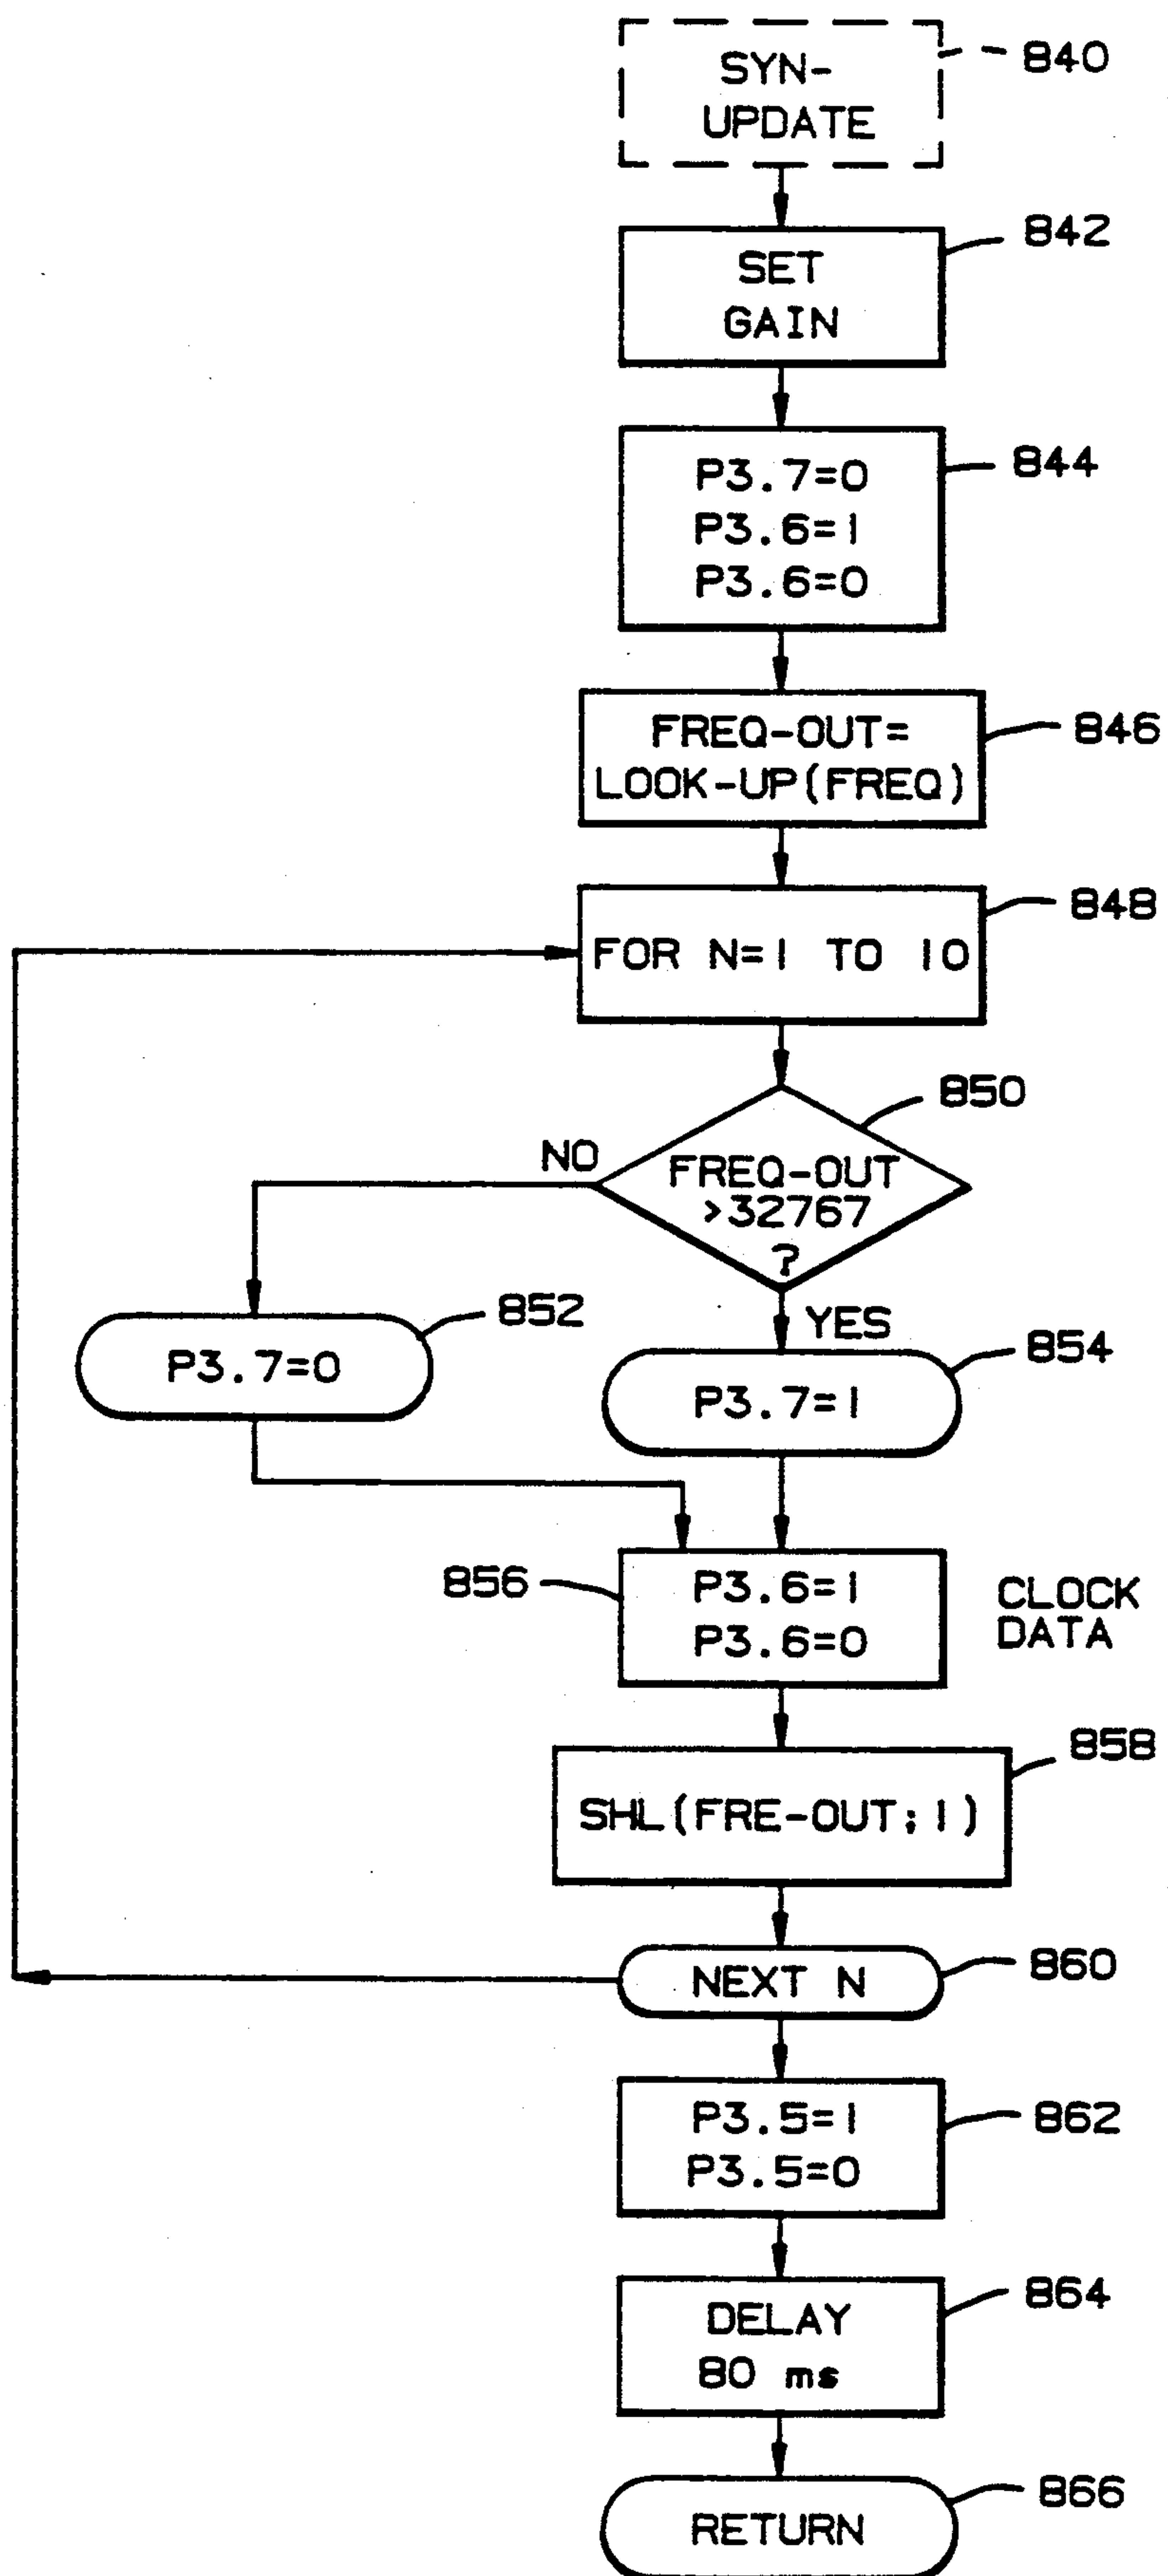 SYN-
UPDATE
840
SET
GAIN
842
P3.7=0
P3.6=1
P3.6=0
844
FREQ-OUT=
LOOK-UP(FREQ)
846
FOR N=1 TO 10
848
850
NO
FREQ-OUT
>32767
?
YES
852
P3.7=0
854
P3.7=1
856
P3.6=1
P3.6=0
CLOCK
DATA
858
SHL(FRE-OUT;1)
NEXT N
860
P3.5=1
P3.5=0
862
DELAY
80 ms
864
RETURN
866